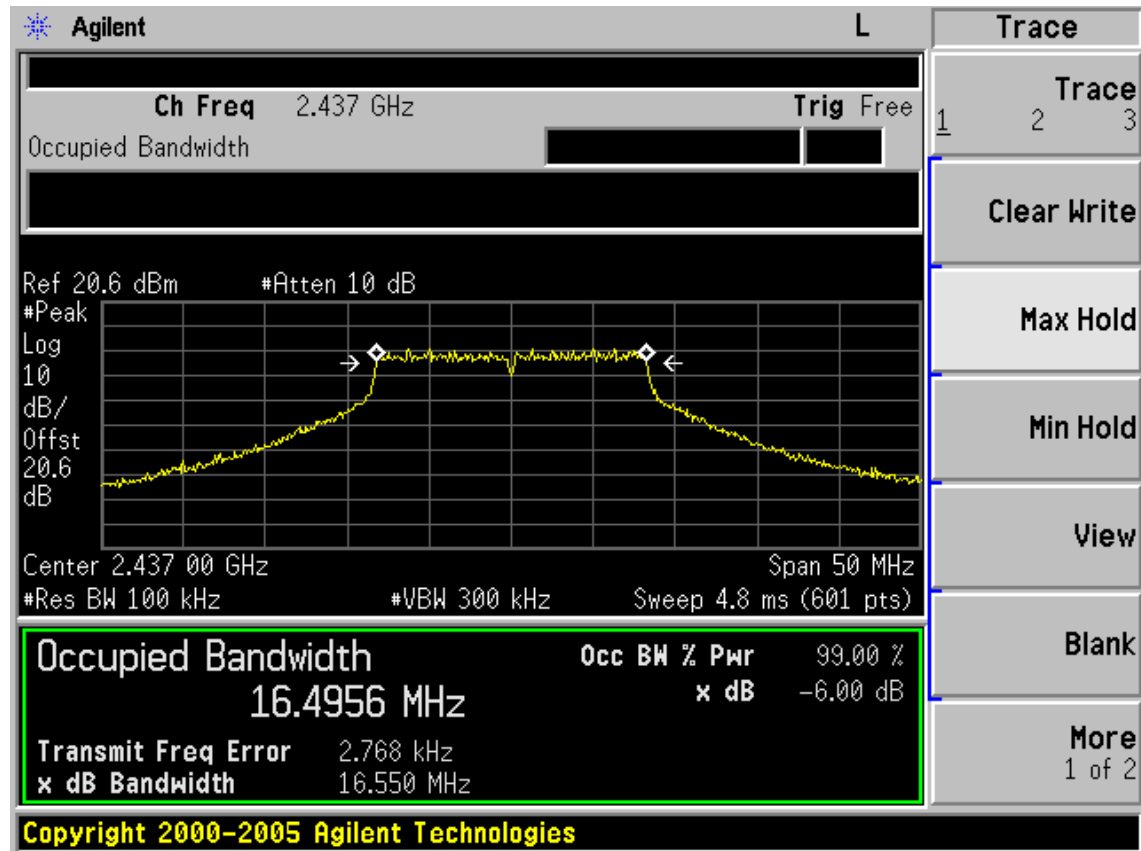 Agilent L Trace
Ch Freq 2.437 GHz Trig Free
Occupied Bandwidth
Ref 20.6 dBm #Atten 10 dB
#Peak
Log
10
dB/
Offst
20.6
dB
Center 2.437 00 GHz Span 50 MHz
#Res BW 100 kHz #VBW 300 kHz Sweep 4.8 ms (601 pts)
Occupied Bandwidth Occ BW % Pwr 99.00 %
16.4956 MHz x dB -6.00 dB
Transmit Freq Error 2.768 kHz
x dB Bandwidth 16.550 MHz
Trace
1 2 3
Clear Write
Max Hold
Min Hold
View
Blank
More
1 of 2
Copyright 2000-2005 Agilent Technologies